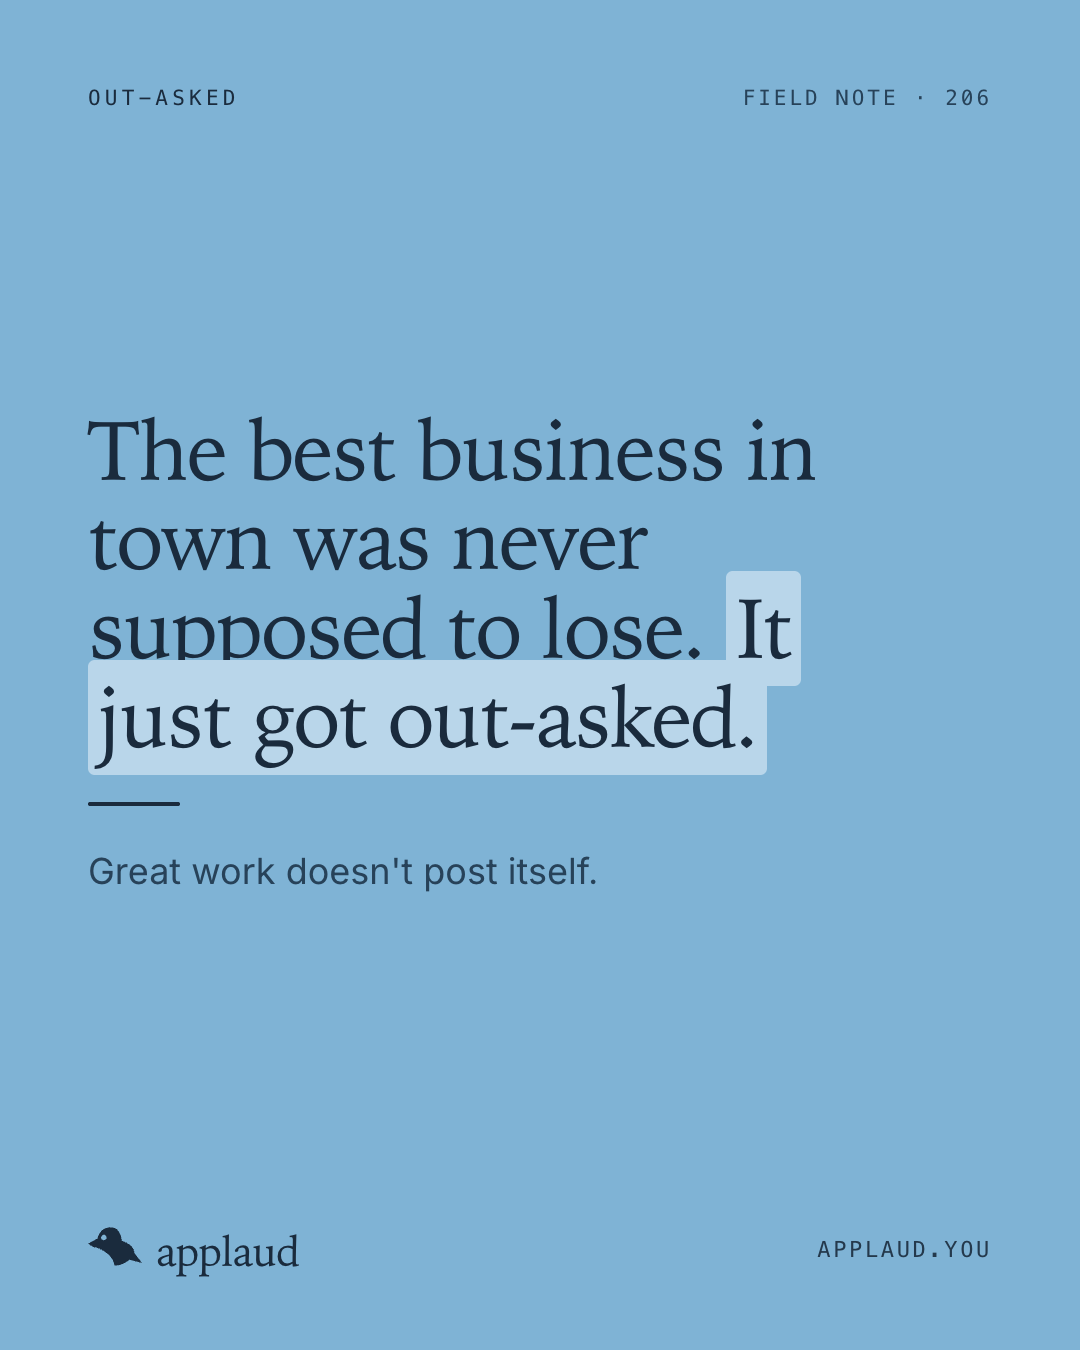 OUT-ASKED
FIELD NOTE · 206
The best business in
town was never
supposed to lose. It
just got out-asked.
Great work doesn't post itself.
applaud
APPLAUD.YOU